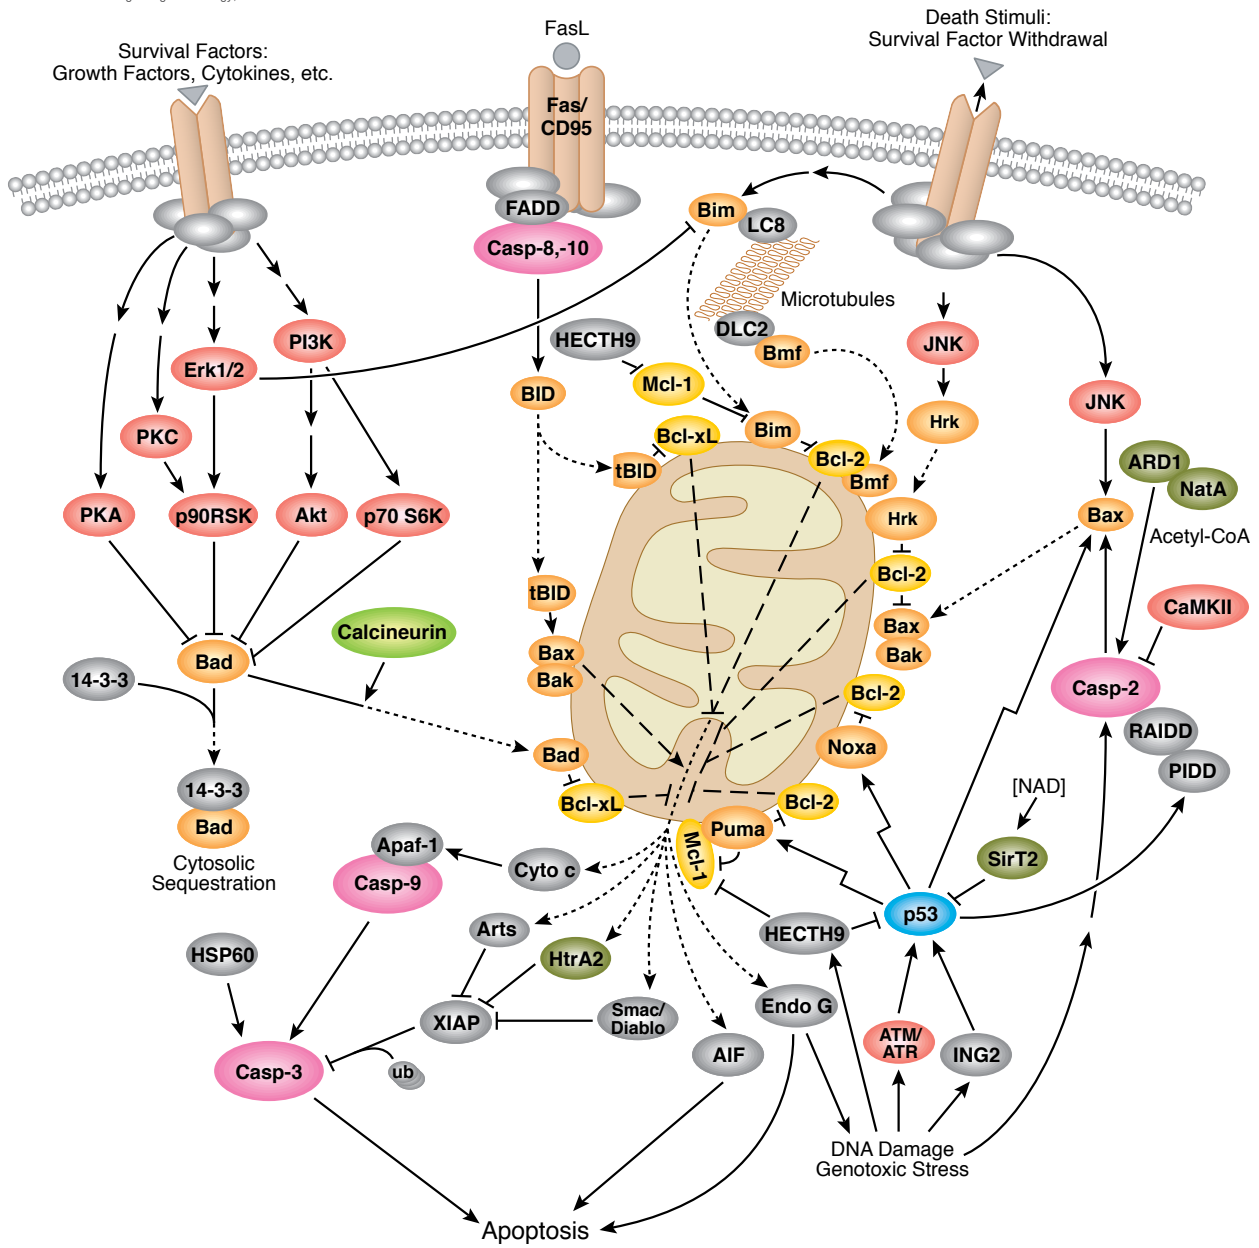 Death Stimuli:
Survival Factor Withdrawal
FasL
Survival Factors:
Growth Factors, Cytokines, etc.
Fas/
CD95
FADD
Casp-8,-10
Bim
LC8
Microtubules
DLC2
Bmf
HECTH9
Mcl-1
JNK
Hrk
JNK
PI3K
Erk1/2
PKC
BID
Bcl-xL
tBID
Bim
Bcl-2
Bmf
Hrk
ARD1
NatA
Acetyl-CoA
Bax
PKA
p90RSK
Akt
p70 S6K
Bcl-2
Bax
Bak
tBID
Bax
Bak
CaMKII
Calcineurin
Bad
14-3-3
Casp-2
RAIDD
PIDD
Bcl-2
Noxa
Bad
Bcl-xL
Bcl-2
Puma
Mcl-1
[NAD]
SirT2
14-3-3
Bad
Cytosolic
Sequestration
Apaf-1
Casp-9
Cyto c
p53
HECTH9
Arts
HtrA2
HSP60
XIAP
Smac/
Diablo
Endo G
AIF
ATM/
ATR
ING2
Casp-3
ub
DNA Damage
Genotoxic Stress
Apoptosis